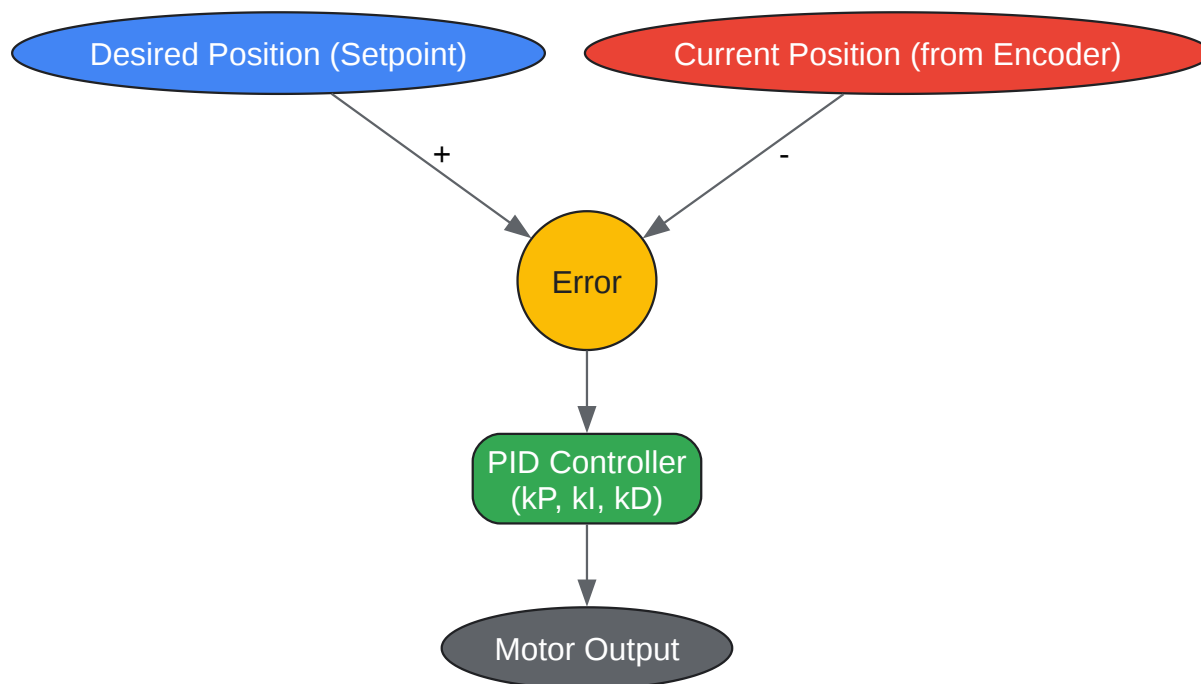 Desired Position (Setpoint)
Current Position (from Encoder)
+
-
Error
PID Controller
(kP, kI, kD)
Motor Output